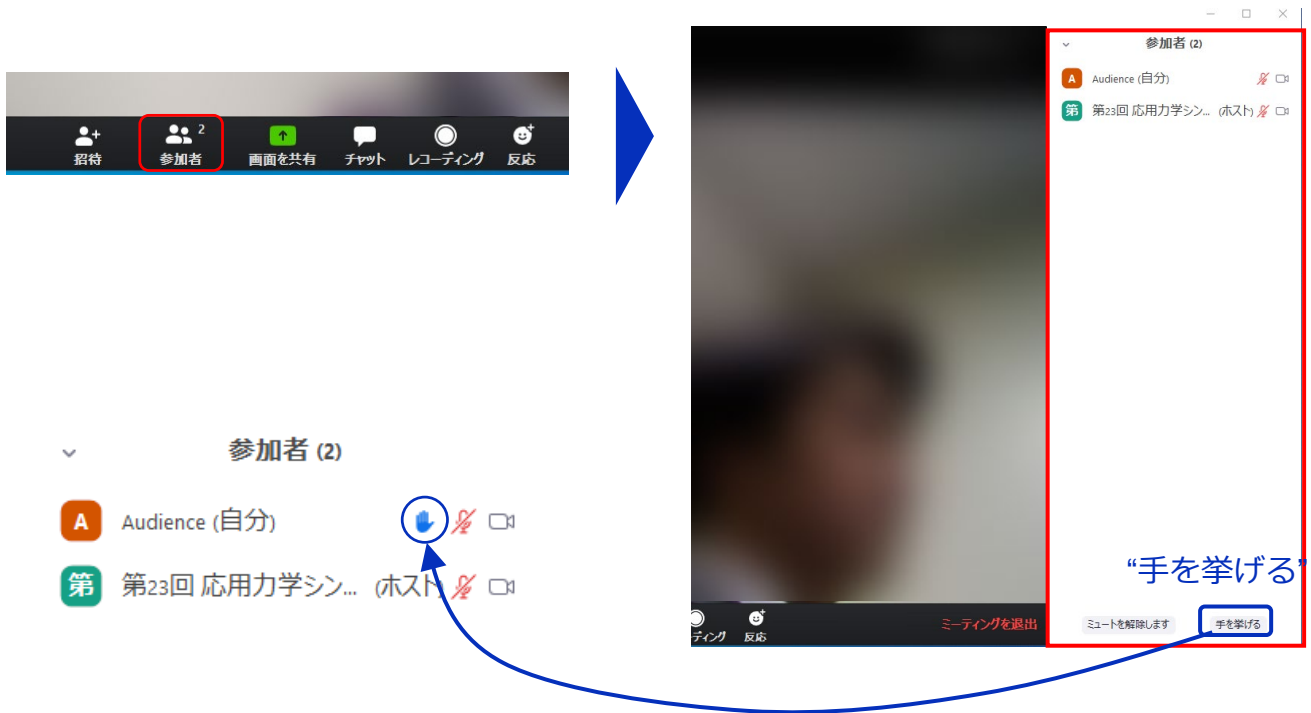 招待
参加者 2
画面を共有
チャット
レコーディング
反応
参加者 (2)
A Audience (自分)
第 第23回 応用力学シン... (ホスト)
ディング
反応
ミーティングを退出
“手を挙げる”
ミュートを解除します
手を挙げる
参加者 (2)
A Audience (自分)
第 第23回 応用力学シン... (ホスト)